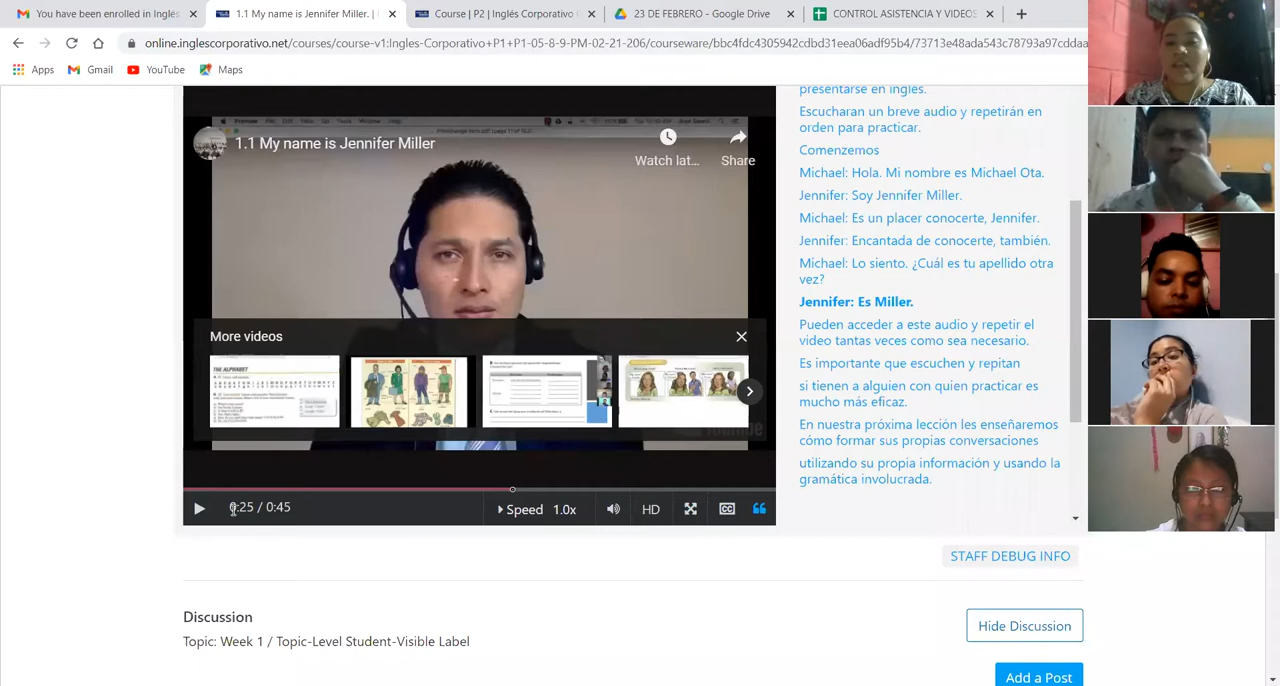 You have been enrolled in Inglés
1.1 My name is Jennifer Miller. |
Course | P2 | Inglés Corporativo
23 DE FEBRERO - Google Drive
CONTROL ASISTENCIA Y VIDEOS
online.inglescorporativo.net/courses/course-v1:Ingles-Corporativo+P1+P1-05-8-9-PM-02-21-206/courseware/bbc4fdc4305942cdbd31eea06adf95b4/73713e48ada543c78793a97cddaa
Apps
Gmail
YouTube
Maps
1.1 My name is Jennifer Miller
Watch lat...
Share
More videos
THE ALPHABET
0:25 / 0:45
Speed 1.0x
HD
CC
presentarse en inglés.
Escucharan un breve audio y repetirán en
orden para practicar.
Comenzemos
Michael: Hola. Mi nombre es Michael Ota.
Jennifer: Soy Jennifer Miller.
Michael: Es un placer conocerte, Jennifer.
Jennifer: Encantada de conocerte, también.
Michael: Lo siento. ¿Cuál es tu apellido otra
vez?
Jennifer: Es Miller.
Pueden acceder a este audio y repetir el
video tantas veces como sea necesario.
Es importante que escuchen y repitan
si tienen a alguien con quien practicar es
mucho más eficaz.
En nuestra próxima lección les enseñaremos
cómo formar sus propias conversaciones
utilizando su propia información y usando la
gramática involucrada.
STAFF DEBUG INFO
Discussion
Topic: Week 1 / Topic-Level Student-Visible Label
Hide Discussion
Add a Post